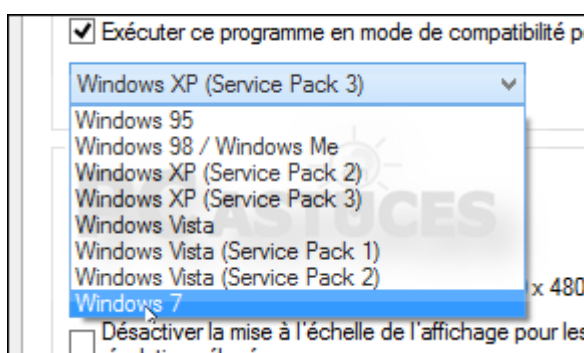 Exécuter ce programme en mode de compatibilité p
Windows XP (Service Pack 3)
Windows 95
Windows 98 / Windows Me
Windows XP (Service Pack 2)
Windows XP (Service Pack 3)
Windows Vista
Windows Vista (Service Pack 1)
Windows Vista (Service Pack 2)
Windows 7
x 480
Désactiver la mise à l'échelle de l'affichage pour les
ASTUCES